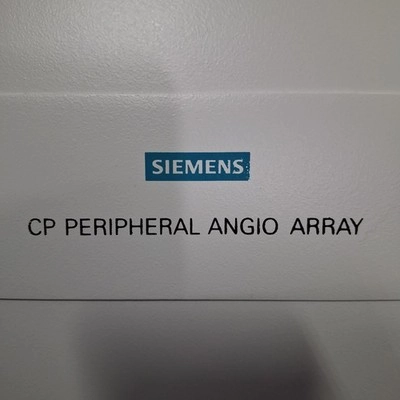 SIEMENS
CP PERIPHERAL ANGIO ARRAY